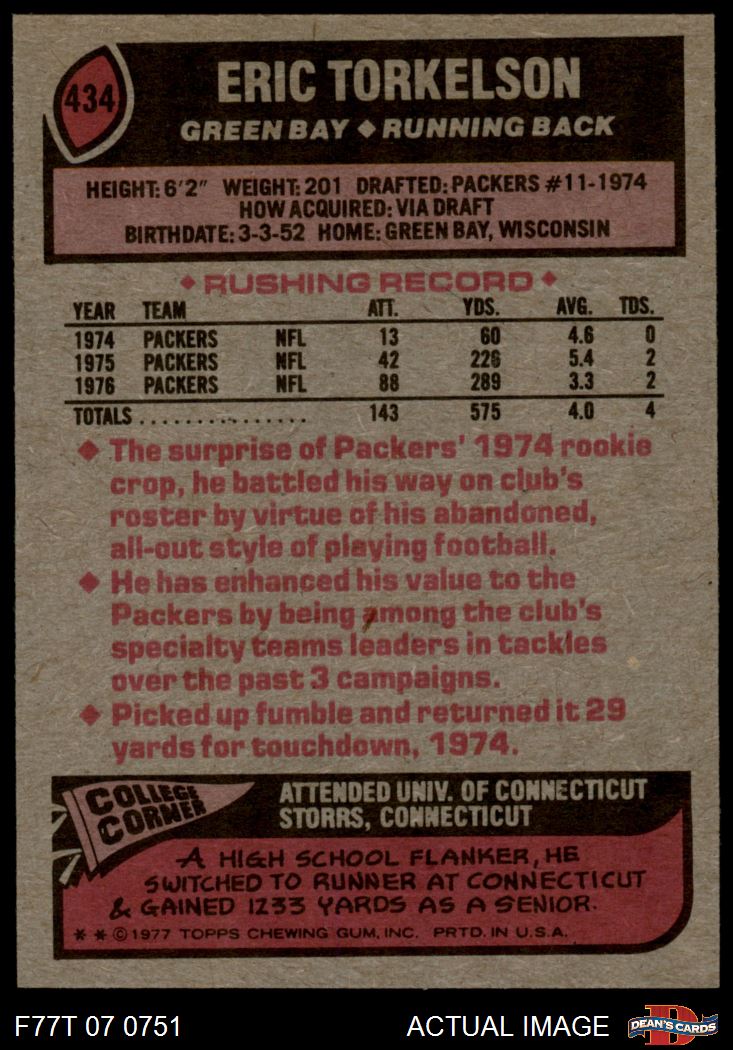 434
ERIC TORKELSON
GREEN BAY ◆ RUNNING BACK
HEIGHT: 6'2" WEIGHT: 201 DRAFTED: PACKERS #11-1974
HOW ACQUIRED: VIA DRAFT
BIRTHDATE: 3-3-52 HOME: GREEN BAY, WISCONSIN
◆ RUSHING RECORD ◆
YEAR TEAM ATT. YDS. AVG. TDS.
1974 PACKERS NFL 13 60 4.6 0
1975 PACKERS NFL 42 226 5.4 2
1976 PACKERS NFL 88 289 3.3 2
TOTALS ............... 143 575 4.0 4
◆ The surprise of Packers' 1974 rookie
crop, he battled his way on club's
roster by virtue of his abandoned,
all-out style of playing football.
◆ He has enhanced his value to the
Packers by being among the club's
specialty teams leaders in tackles
over the past 3 campaigns.
◆ Picked up fumble and returned it 29
yards for touchdown, 1974.
COLLEGE
CORNER
ATTENDED UNIV. OF CONNECTICUT
STORRS, CONNECTICUT
A HIGH SCHOOL FLANKER, HE
SWITCHED TO RUNNER AT CONNECTICUT
& GAINED 1233 YARDS AS A SENIOR.
* * © 1977 TOPPS CHEWING GUM, INC. PRTD. IN U.S.A.
F77T 07 0751 ACTUAL IMAGE
D
DEAN'S CARDS